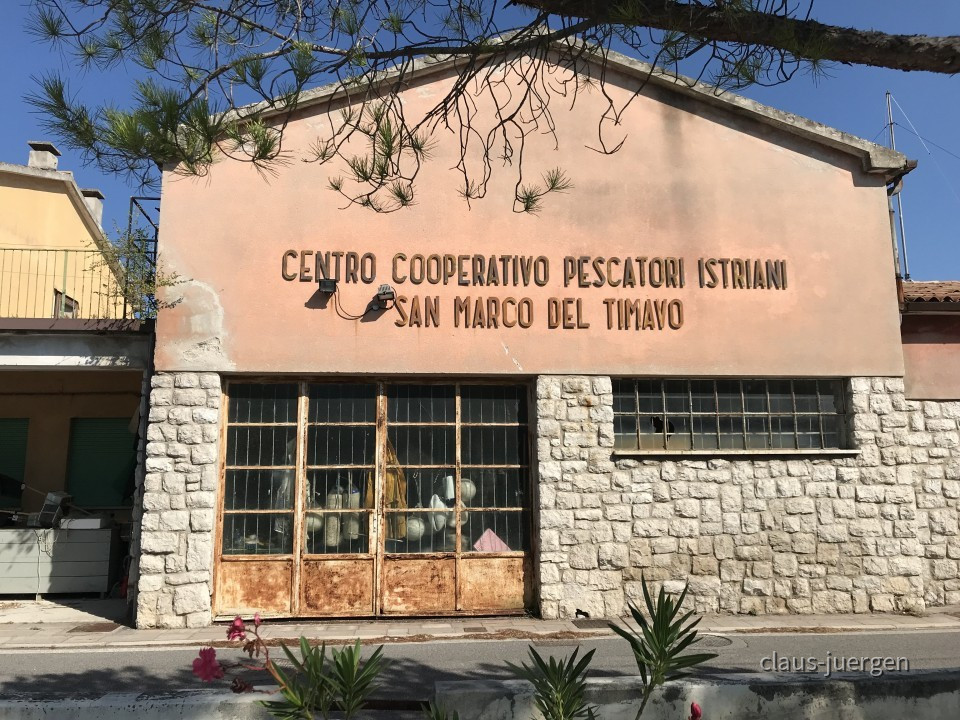 CENTRO COOPERATIVO PESCATORI ISTRIANI
SAN MARCO DEL TIMAVO
claus-juergen